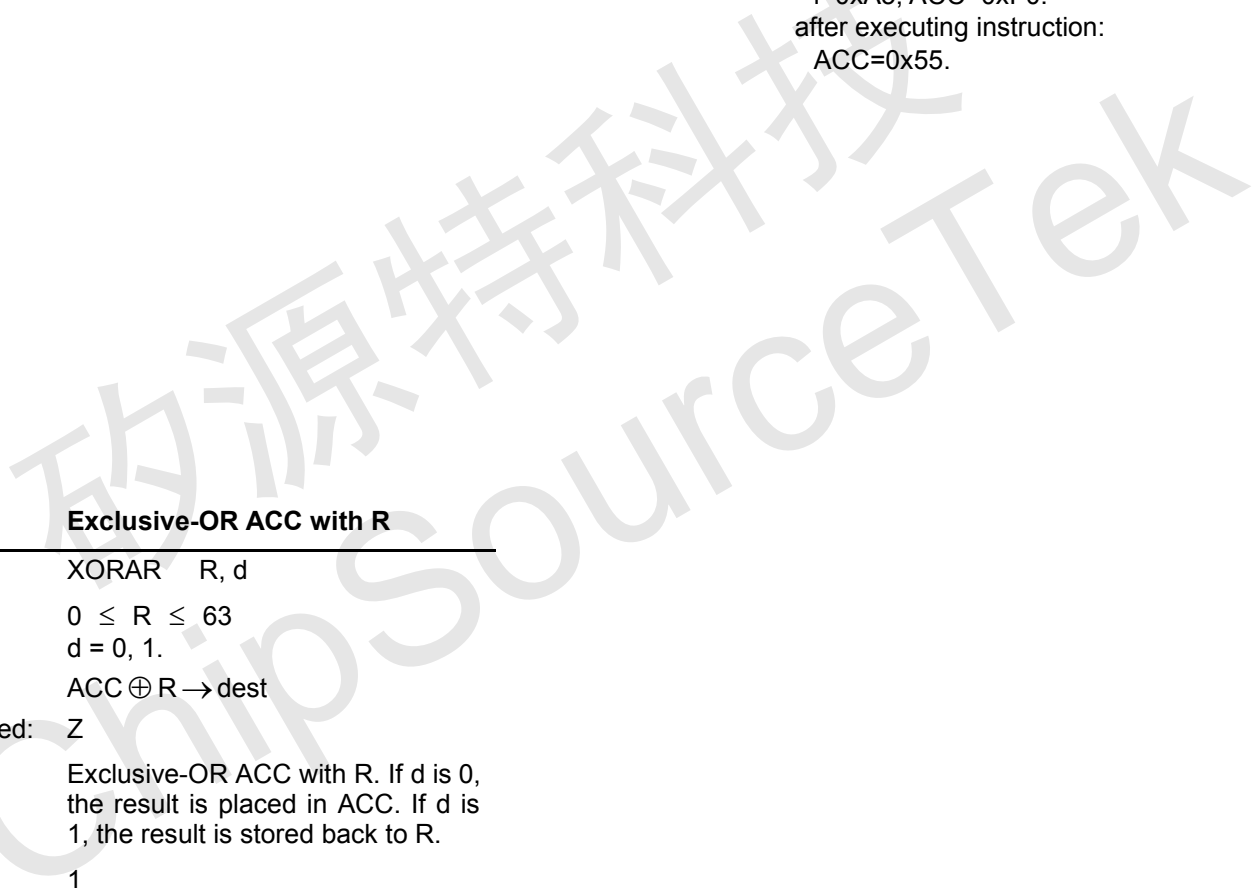 after executing instruction:
ACC=0x55.
Exclusive-OR ACC with R
XORAR R, d
0 ≤ R ≤ 63
d = 0, 1.
ACC ⊕ R → dest
ed: Z
Exclusive-OR ACC with R. If d is 0,
the result is placed in ACC. If d is
1, the result is stored back to R.
1
矽源特科技
ChipSourceTek